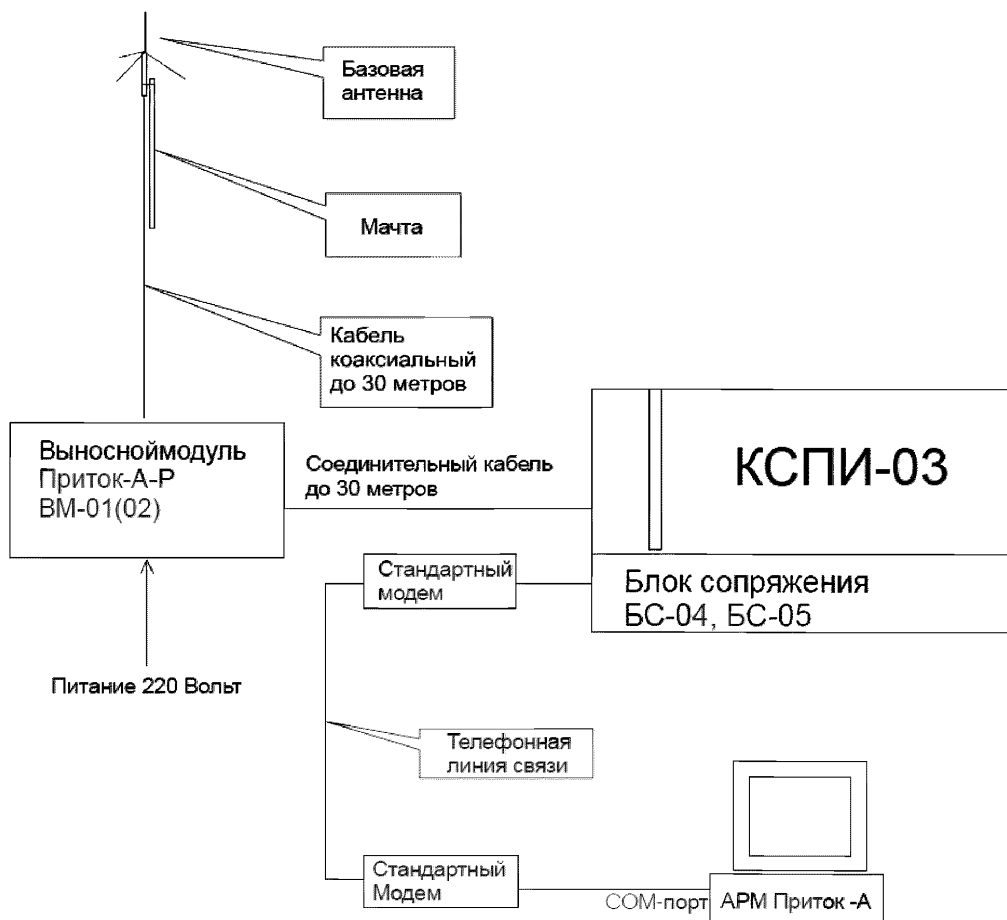 Базовая
антенна
Мачта
Кабель
коаксиальный
до 30 метров
Выносноймодуль
Приток-А-Р
ВМ-01(02)
Соединительный кабель
до 30 метров
КСПИ-03
Стандартный
модем
Блок сопряжения
БС-04, БС-05
Питание 220 Вольт
Телефонная
линия связи
Стандартный
Модем
COM-порт
АРМ Приток -А